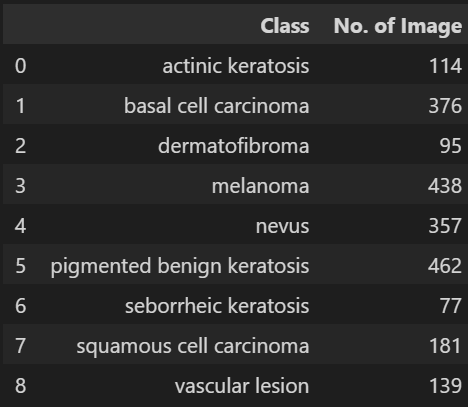 Class No. of Image
0 actinic keratosis 114
1 basal cell carcinoma 376
2 dermatofibroma 95
3 melanoma 438
4 nevus 357
5 pigmented benign keratosis 462
6 seborrheic keratosis 77
7 squamous cell carcinoma 181
8 vascular lesion 139